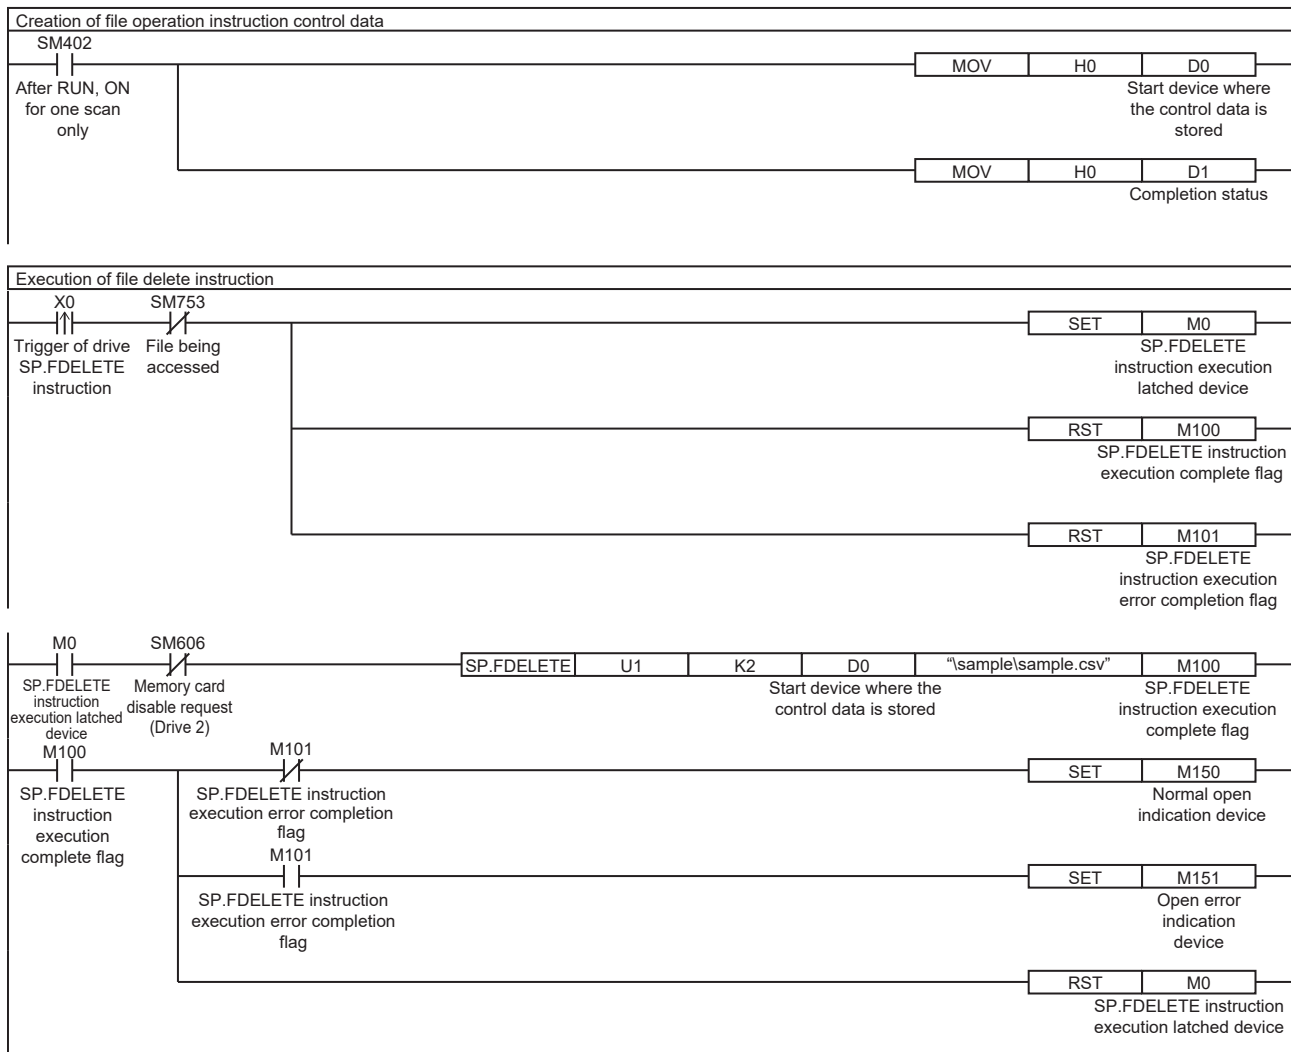 Creation of file operation instruction control data
SM402
MOV H0 D0
After RUN, ON
for one scan
only
Start device where
the control data is
stored
MOV H0 D1
Completion status
Execution of file delete instruction
X0 SM753
SET M0
Trigger of drive
SP.FDELETE
instruction
File being
accessed
SP.FDELETE
instruction execution
latched device
RST M100
SP.FDELETE instruction
execution complete flag
RST M101
SP.FDELETE
instruction execution
error completion flag
M0 SM606
SP.FDELETE U1 K2 D0 “\sample\sample.csv” M100
SP.FDELETE
instruction
execution latched
device
Memory card
disable request
(Drive 2)
Start device where the
control data is stored
SP.FDELETE
instruction execution
complete flag
M100 M101
SET M150
SP.FDELETE
instruction
execution
complete flag
SP.FDELETE instruction
execution error completion
flag
Normal open
indication device
M101
SET M151
SP.FDELETE instruction
execution error completion
flag
Open error
indication
device
RST M0
SP.FDELETE instruction
execution latched device